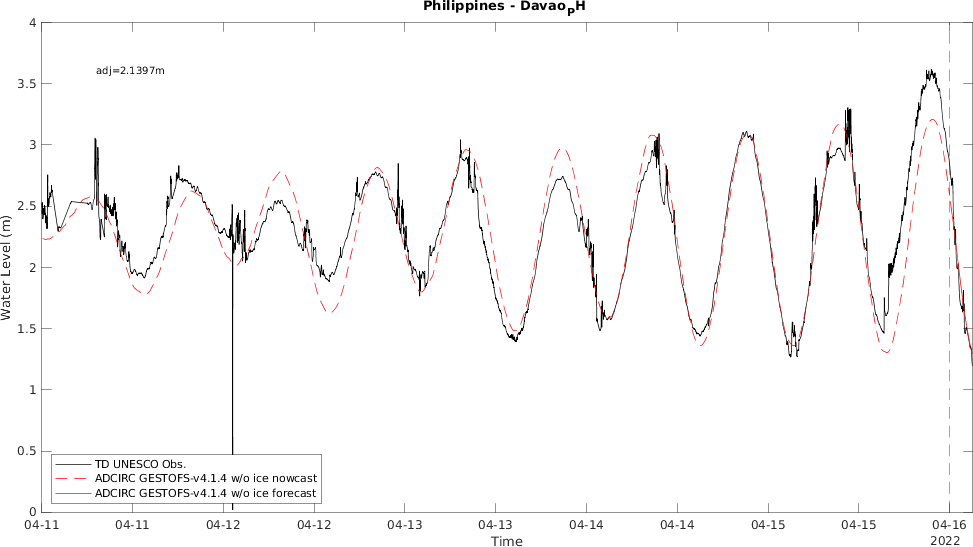 Philippines - Davao_pH
4
adj=2.1397m
3.5
3
2.5
2
1.5
1
0.5
0
Water Level (m)
TD UNESCO Obs.
ADCIRC GESTOFS-v4.1.4 w/o ice nowcast
ADCIRC GESTOFS-v4.1.4 w/o ice forecast
04-11 04-11 04-12 04-12 04-13 04-13 04-14 04-14 04-15 04-15 04-16
Time
2022